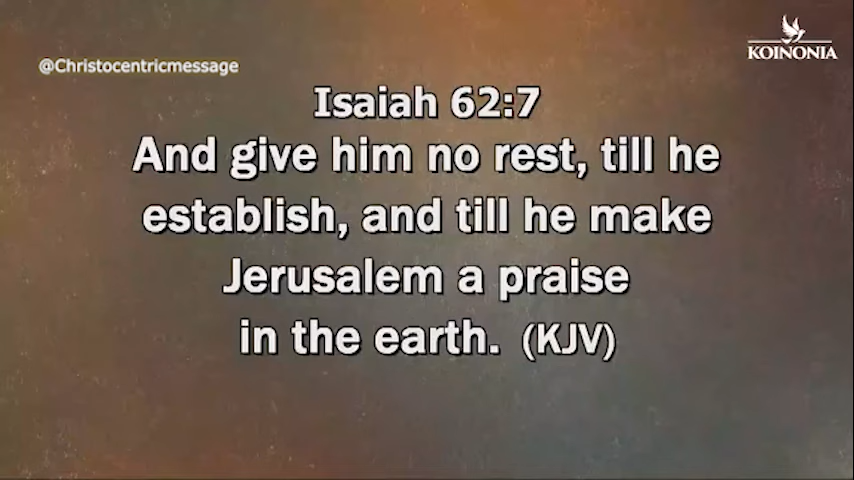 KOINONIA
@Christocentricmessage
Isaiah 62:7
And give him no rest, till he
establish, and till he make
Jerusalem a praise
in the earth. (KJV)